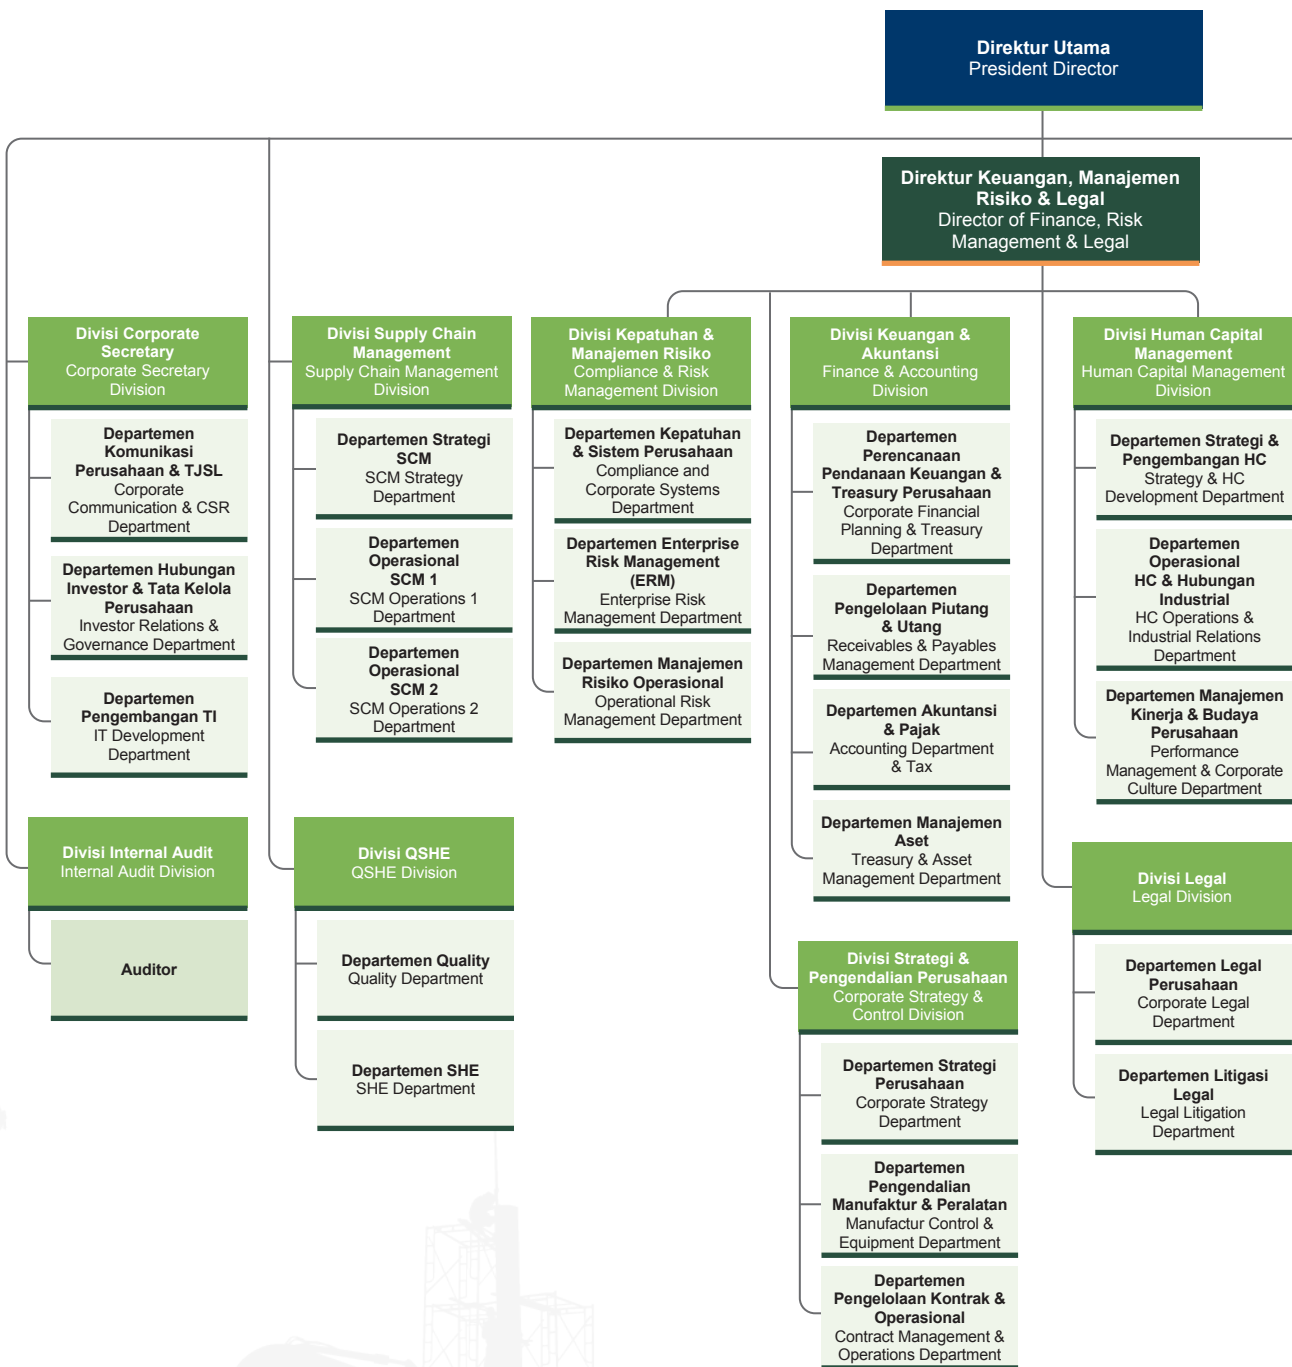 Direktur Utama
President Director
Direktur Keuangan, Manajemen
Risiko & Legal
Director of Finance, Risk
Management & Legal
Divisi Corporate
Secretary
Corporate Secretary
Division
Departemen
Komunikasi
Perusahaan & TJSL
Corporate
Communication & CSR
Department
Departemen Hubungan
Investor & Tata Kelola
Perusahaan
Investor Relations &
Governance Department
Departemen
Pengembangan TI
IT Development
Department
Divisi Internal Audit
Internal Audit Division
Auditor
Divisi Supply Chain
Management
Supply Chain Management
Division
Departemen Strategi
SCM
SCM Strategy
Department
Departemen
Operasional
SCM 1
SCM Operations 1
Department
Departemen
Operasional
SCM 2
SCM Operations 2
Department
Divisi QSHE
QSHE Division
Departemen Quality
Quality Department
Departemen SHE
SHE Department
Divisi Kepatuhan &
Manajemen Risiko
Compliance & Risk
Management Division
Departemen Kepatuhan
& Sistem Perusahaan
Compliance and
Corporate Systems
Department
Departemen Enterprise
Risk Management
(ERM)
Enterprise Risk
Management Department
Departemen Manajemen
Risiko Operasional
Operational Risk
Management Department
Divisi Keuangan &
Akuntansi
Finance & Accounting
Division
Departemen
Perencanaan
Pendanaan Keuangan &
Treasury Perusahaan
Corporate Financial
Planning & Treasury
Department
Departemen
Pengelolaan Piutang
& Utang
Receivables & Payables
Management Department
Departemen Akuntansi
& Pajak
Accounting Department
& Tax
Departemen Manajemen
Aset
Treasury & Asset
Management Department
Divisi Strategi &
Pengendalian Perusahaan
Corporate Strategy &
Control Division
Departemen Strategi
Perusahaan
Corporate Strategy
Department
Departemen
Pengendalian
Manufaktur & Peralatan
Manufactur Control &
Equipment Department
Departemen
Pengelolaan Kontrak &
Operasional
Contract Management &
Operations Department
Divisi Human Capital
Management
Human Capital Management
Division
Departemen Strategi &
Pengembangan HC
Strategy & HC
Development Department
Departemen
Operasional
HC & Hubungan
Industrial
HC Operations &
Industrial Relations
Department
Departemen Manajemen
Kinerja & Budaya
Perusahaan
Performance
Management & Corporate
Culture Department
Divisi Legal
Legal Division
Departemen Legal
Perusahaan
Corporate Legal
Department
Departemen Litigasi
Legal
Legal Litigation
Department